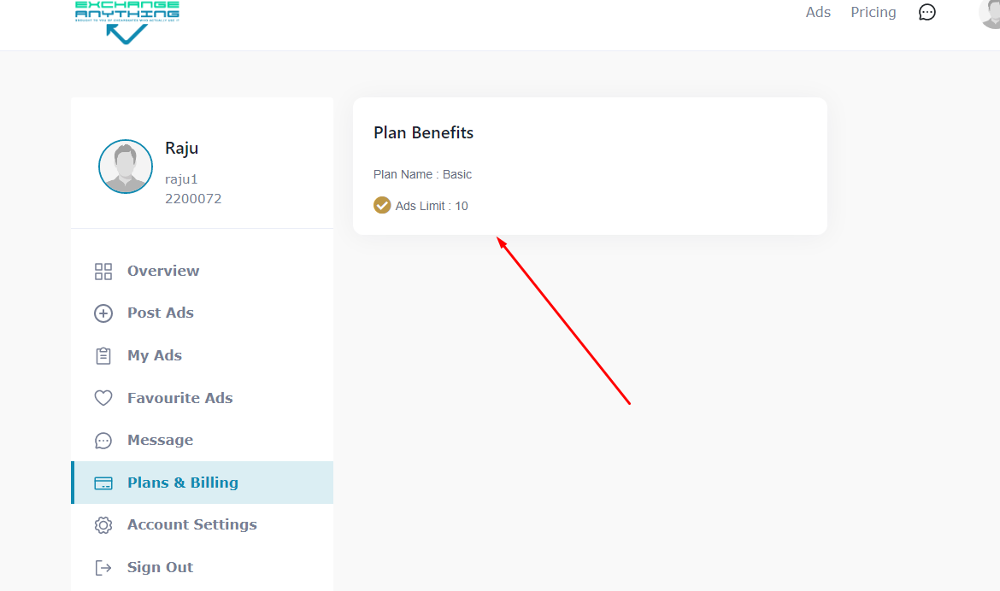 EXCHANGE
ANYTHING
Ads
Pricing
Raju
raju1
2200072
Overview
Post Ads
My Ads
Favourite Ads
Message
Plans & Billing
Account Settings
Sign Out
Plan Benefits
Plan Name : Basic
Ads Limit : 10